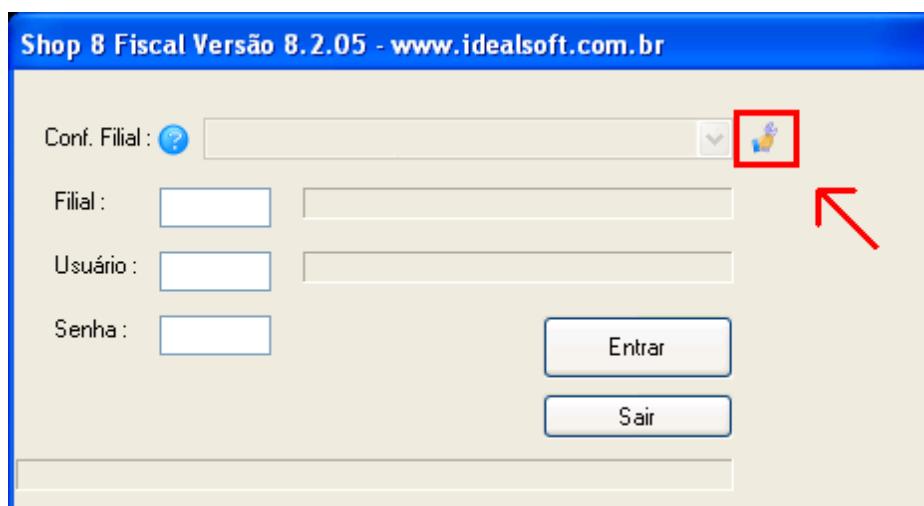 Shop 8 Fiscal Versão 8.2.05 - www.idealsoft.com.br
Conf. Filial : ?
Filial :
Usuário :
Senha :
Entrar
Sair